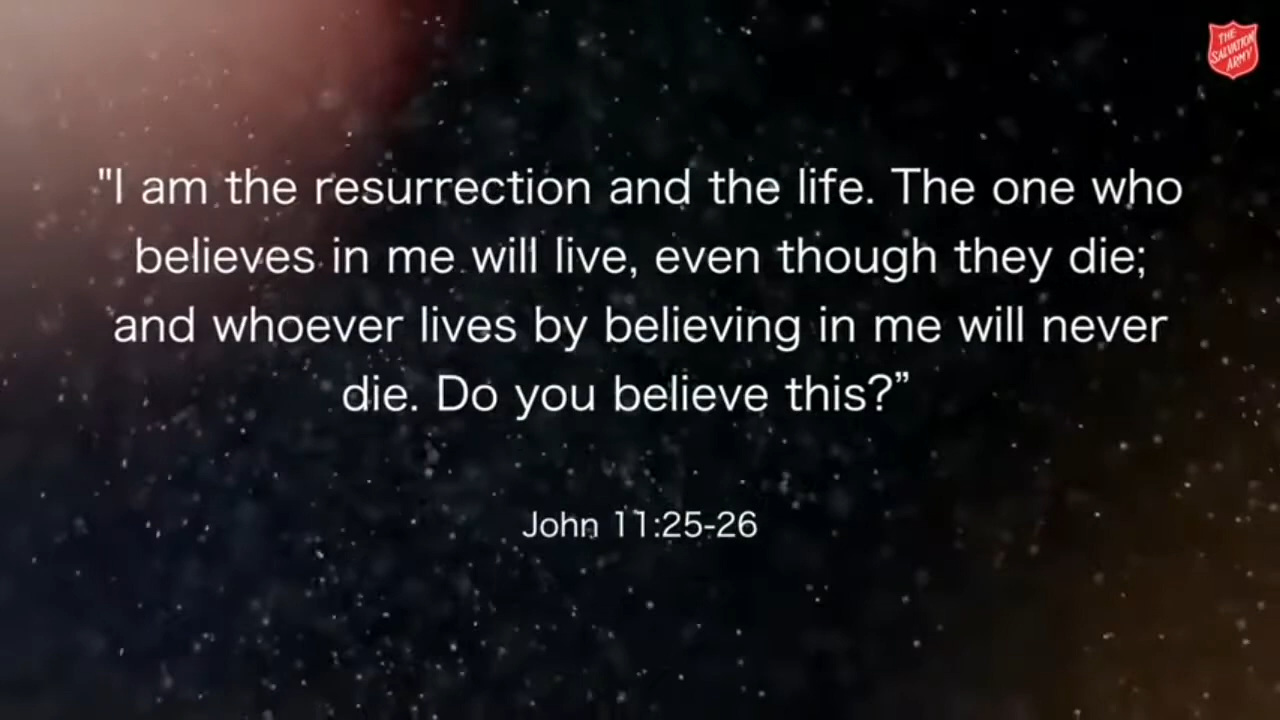 THE
SALVATION
ARMY
"I am the resurrection and the life. The one who
believes in me will live, even though they die;
and whoever lives by believing in me will never
die. Do you believe this?”
John 11:25-26